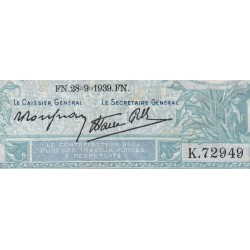 FN.28-9-1939.FN.
LE CAISSIER GÉNÉRAL LE SECRÉTAIRE GÉNÉRAL
LE CONTREFACTEUR SERA
PUNI DES TRAVAUX FORCÉS
À PERPÉTUITÉ
K.72949